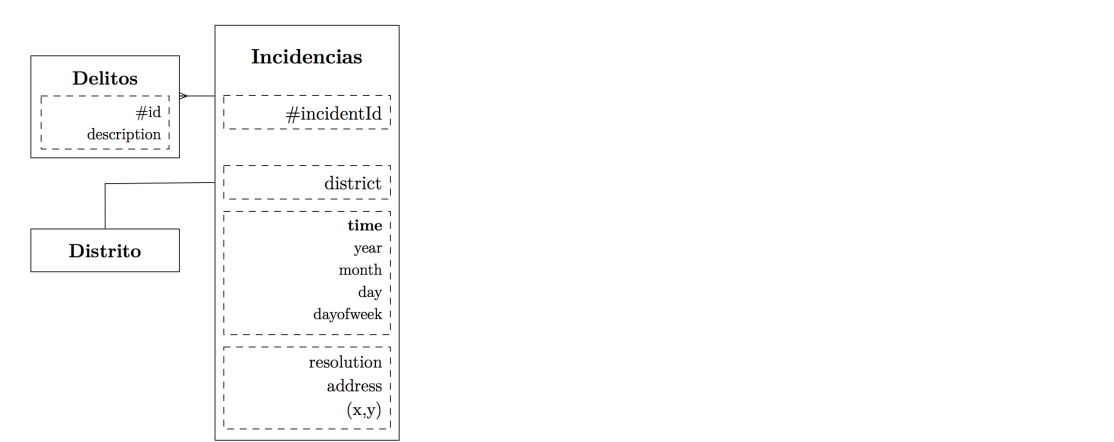 Delitos
#id
description
Distrito
Incidencias
#incidentId
district
time
year
month
day
dayofweek
resolution
address
(x,y)